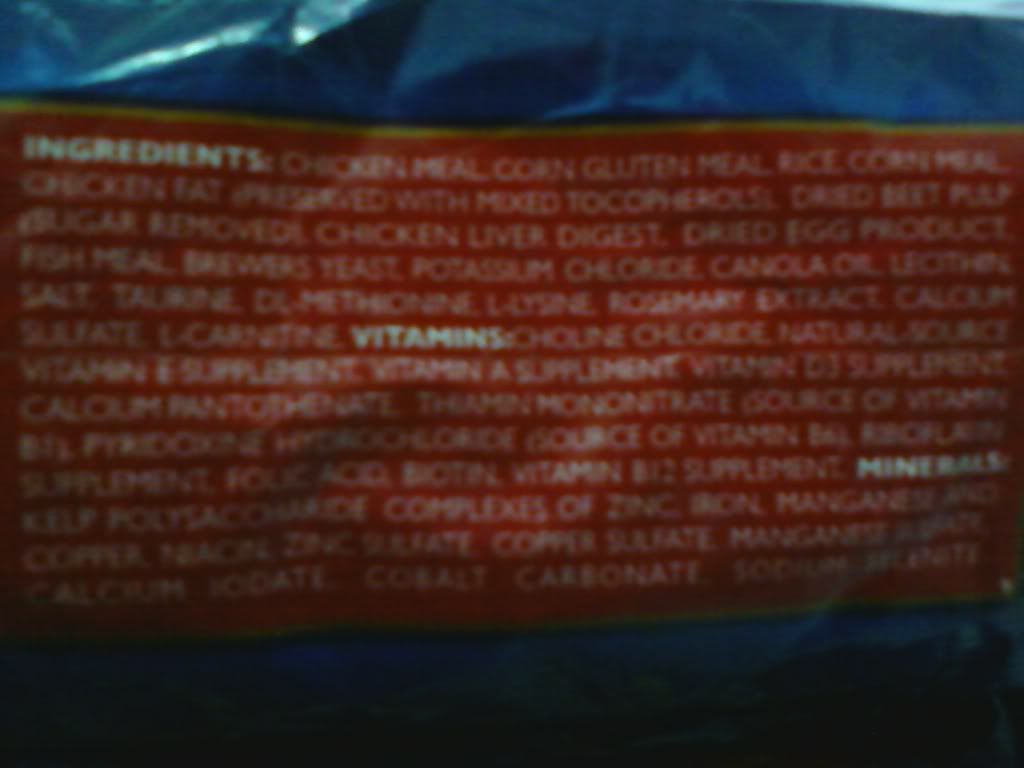 INGREDIENTS: CHICKEN MEAL, CORN GLUTEN MEAL, RICE, CORN MEAL,
CHICKEN FAT (PRESERVED WITH MIXED TOCOPHEROLS), DRIED BEET PULP
(SUGAR REMOVED), CHICKEN LIVER DIGEST, DRIED EGG PRODUCT,
FISH MEAL, BREWERS YEAST, POTASSIUM CHLORIDE, CANOLA OIL, LECITHIN,
SALT, TAURINE, DL-METHIONINE, L-LYSINE, ROSEMARY EXTRACT, CALCIUM
SULFATE, L-CARNITINE. VITAMINS: CHOLINE CHLORIDE, NATURAL-SOURCE
VITAMIN E SUPPLEMENT, VITAMIN A SUPPLEMENT, VITAMIN D3 SUPPLEMENT,
CALCIUM PANTOTHENATE, THIAMIN MONONITRATE (SOURCE OF VITAMIN
B1), PYRIDOXINE HYDROCHLORIDE (SOURCE OF VITAMIN B6), RIBOFLAVIN
SUPPLEMENT, FOLIC ACID, BIOTIN, VITAMIN B12 SUPPLEMENT. MINERALS:
KELP POLYSACCHARIDE COMPLEXES OF ZINC, IRON, MANGANESE AND
COPPER, NIACIN, ZINC SULFATE, COPPER SULFATE, MANGANESE SULFATE,
CALCIUM IODATE, COBALT CARBONATE, SODIUM SELENITE